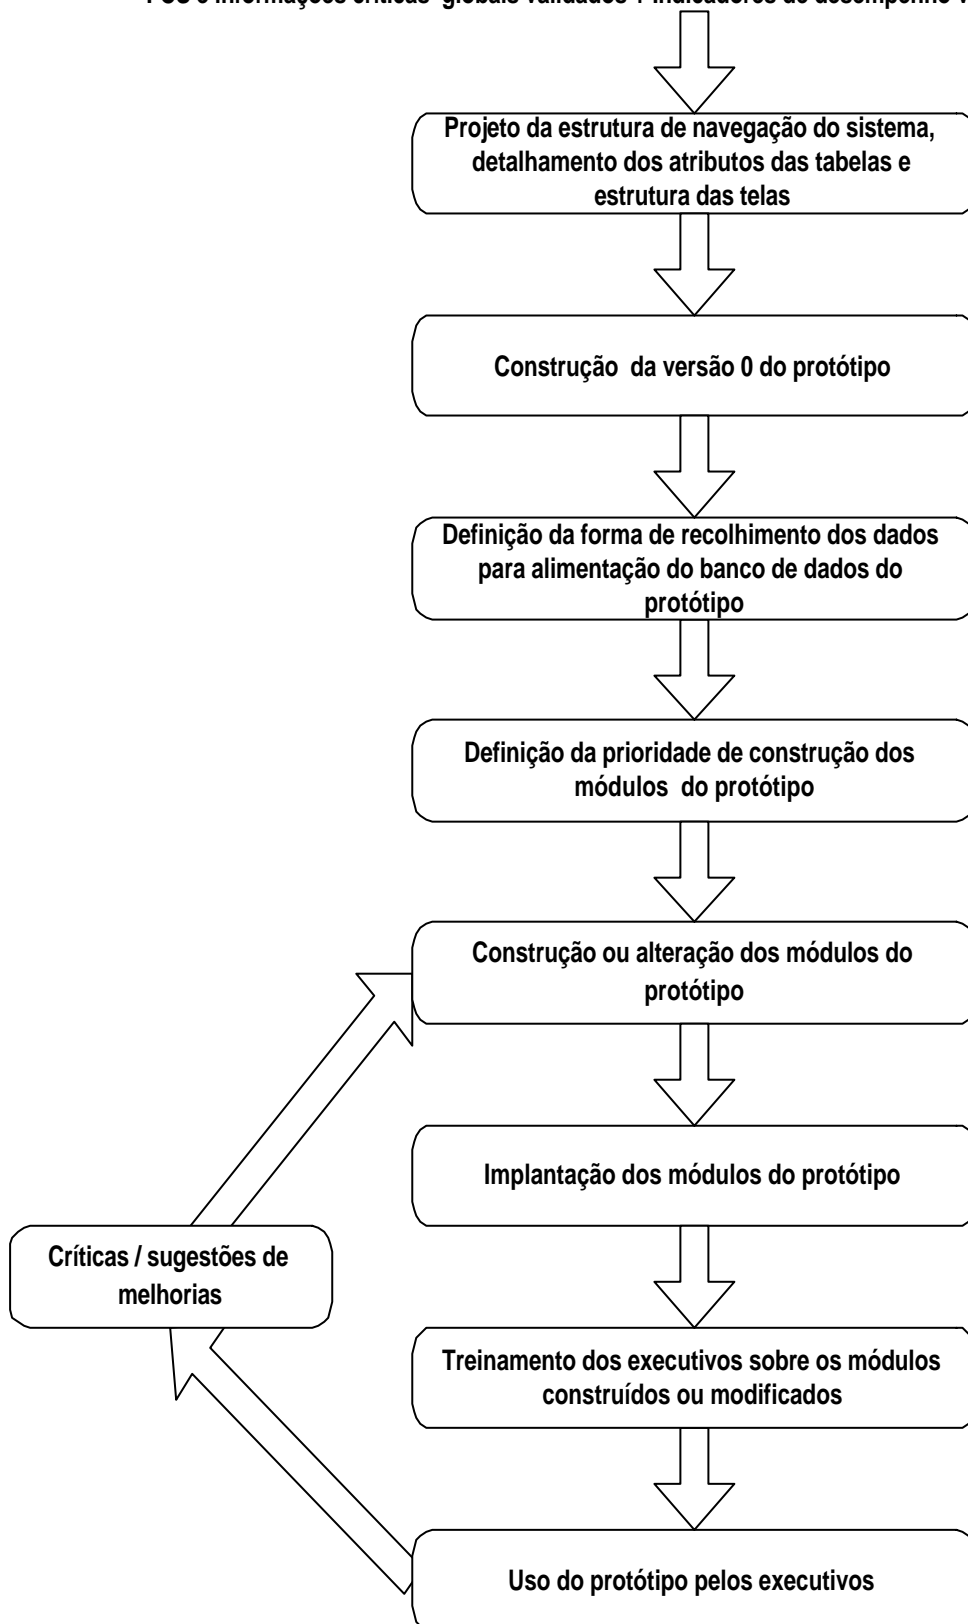 informações críticas globais validados + indicadores de desempenho
Projeto da estrutura de navegação do sistema,
detalhamento dos atributos das tabelas e
estrutura das telas
Construção da versão 0 do protótipo
Definição da forma de recolhimento dos dados
para alimentação do banco de dados do
protótipo
Definição da prioridade de construção dos
módulos do protótipo
Construção ou alteração dos módulos do
protótipo
Implantação dos módulos do protótipo
Críticas / sugestões de
melhorias
Treinamento dos executivos sobre os módulos
construídos ou modificados
Uso do protótipo pelos executivos